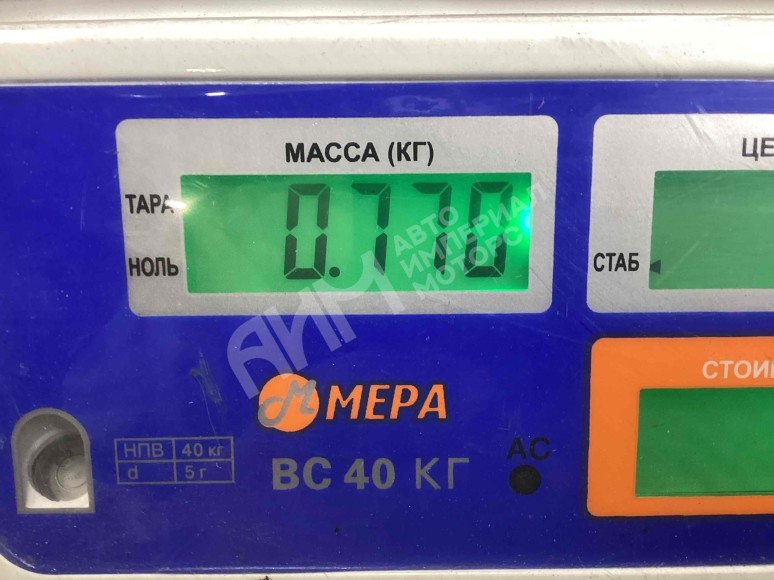 МАССА (КГ)
ЦЕ
ТАРА
0.770
НОЛЬ
СТАБ
АИМ
АВТО
ИМПЕРИАЛ
МОТОРС
СТОИ
МЕРА
НПВ 40 кг
d 5 г
ВС 40 КГ
AC